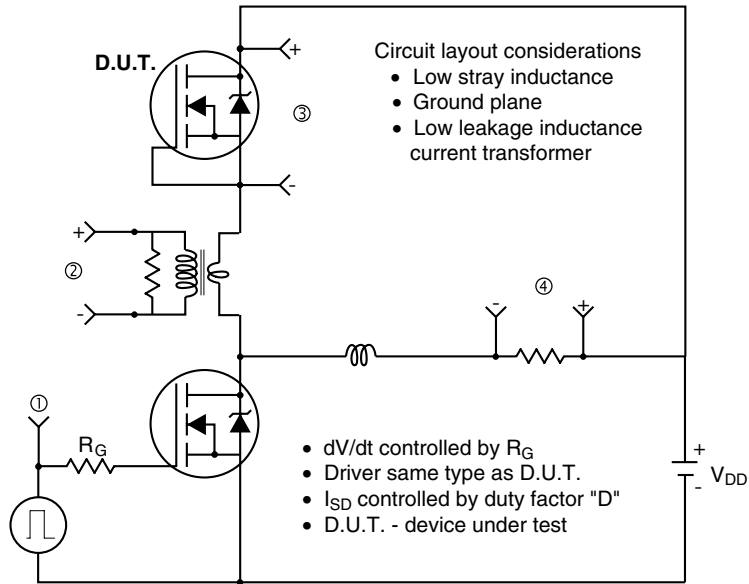 D.U.T.
+
③
-
Circuit layout considerations
• Low stray inductance
• Ground plane
• Low leakage inductance
current transformer
+
②
-
④
-
+
①
R_G
• dV/dt controlled by R_G
• Driver same type as D.U.T.
• I_SD controlled by duty factor "D"
• D.U.T. - device under test
+
V_DD
-